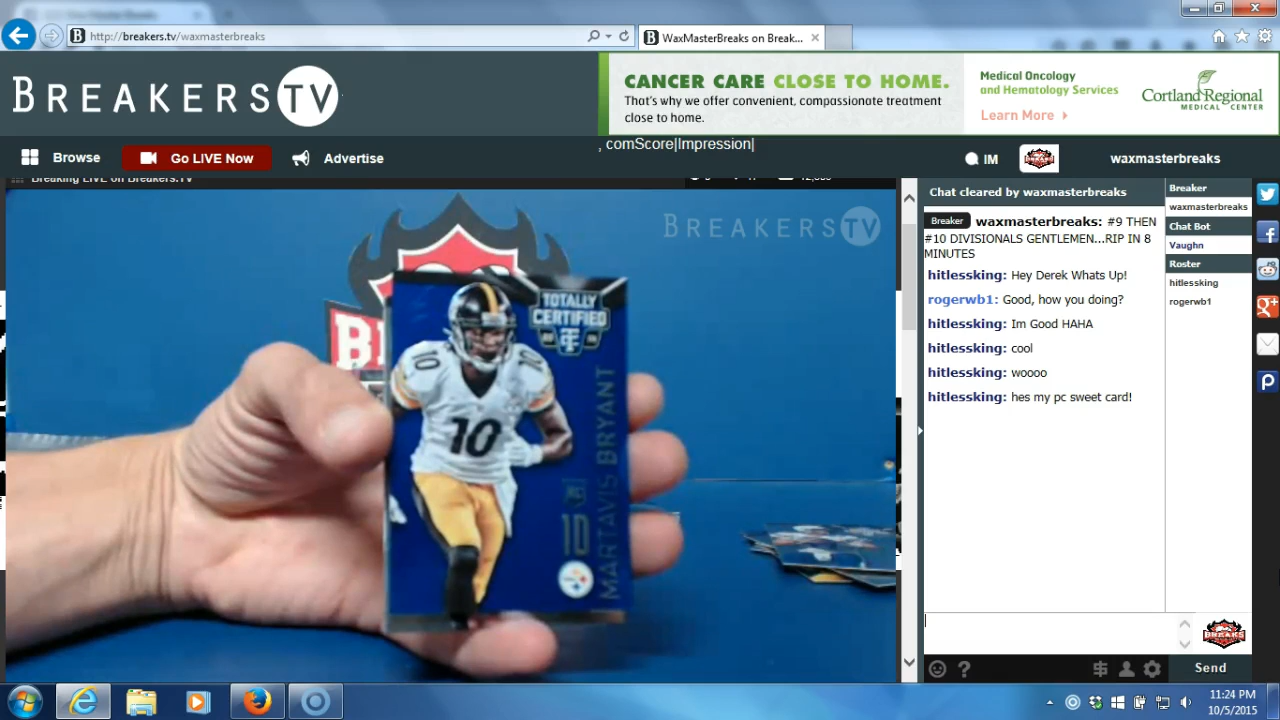 http://breakers.tv/waxmasterbreaks
WaxMasterBreaks on Break...
BREAKERSTV
CANCER CARE CLOSE TO HOME.
That's why we offer convenient, compassionate treatment
close to home.
Medical Oncology
and Hematology Services
Learn More
Cortland Regional
MEDICAL CENTER
, comScore|Impression|
Browse
Go LIVE Now
Advertise
IM
waxmasterbreaks
Breaking LIVE on Breakers.TV
BREAKERSTV
TOTALLY
CERTIFIED
10
10
10
MARTAVIS BRYANT
10
Chat cleared by waxmasterbreaks
Breaker waxmasterbreaks: #9 THEN
#10 DIVISIONALS GENTLEMEN...RIP IN 8
MINUTES
hitlessking: Hey Derek Whats Up!
rogerwb1: Good, how you doing?
hitlessking: Im Good HAHA
hitlessking: cool
hitlessking: woooo
hitlessking: hes my pc sweet card!
Breaker
waxmasterbreaks
Chat Bot
Vaughn
Roster
hitlessking
rogerwb1
BREAKS
Send
11:24 PM
10/5/2015